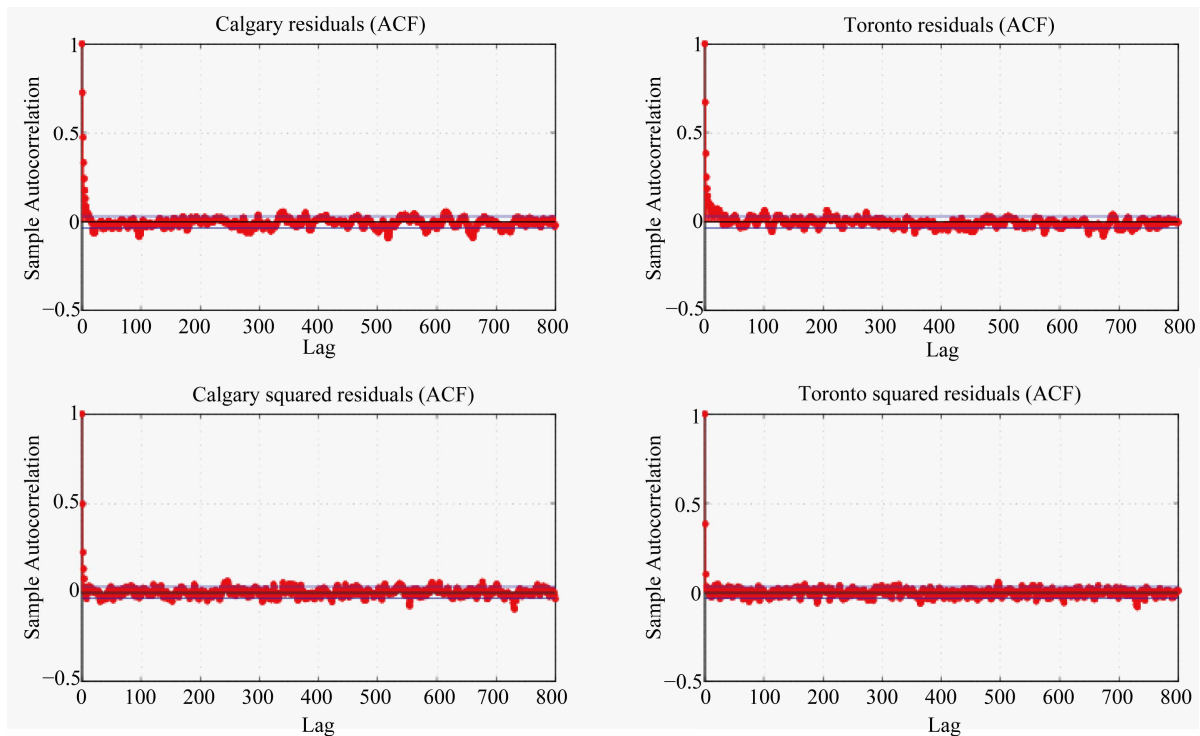 Calgary residuals (ACF)
Sample Autocorrelation
1
0.5
0
−0.5
0 100 200 300 400 500 600 700 800
Lag
Toronto residuals (ACF)
Sample Autocorrelation
1
0.5
0
−0.5
0 100 200 300 400 500 600 700 800
Lag
Calgary squared residuals (ACF)
Sample Autocorrelation
1
0.5
0
−0.5
0 100 200 300 400 500 600 700 800
Lag
Toronto squared residuals (ACF)
Sample Autocorrelation
1
0.5
0
−0.5
0 100 200 300 400 500 600 700 800
Lag